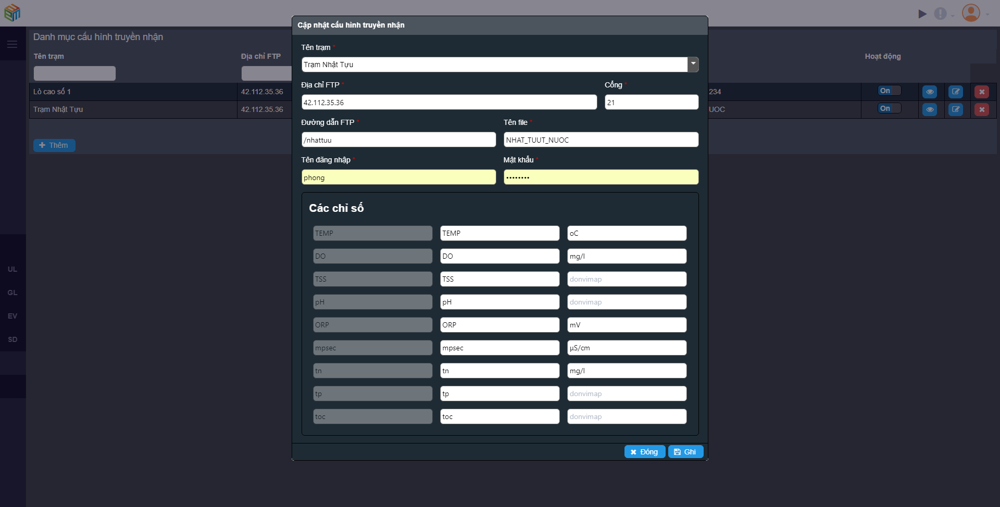 Danh mục cấu hình truyền nhận
Tên trạm
Địa chỉ FTP
Hoạt động
Lò cao số 1
42.112.35.36
234
On
Trạm Nhật Tựu
42.112.35.36
UOC
On
Thêm
UL
GL
EV
SD
Cập nhật cấu hình truyền nhận
Tên trạm *
Trạm Nhật Tựu
Địa chỉ FTP *
Cổng *
42.112.35.36
21
Đường dẫn FTP *
Tên file *
/nhattuu
NHAT_TUUT_NUOC
Tên đăng nhập *
Mật khẩu *
phong
••••••••
Các chỉ số
TEMP TEMP oC
DO DO mg/l
TSS TSS donvimap
pH pH donvimap
ORP ORP mV
mpsec mpsec µS/cm
tn tn mg/l
tp tp donvimap
toc toc donvimap
Đóng
Ghi